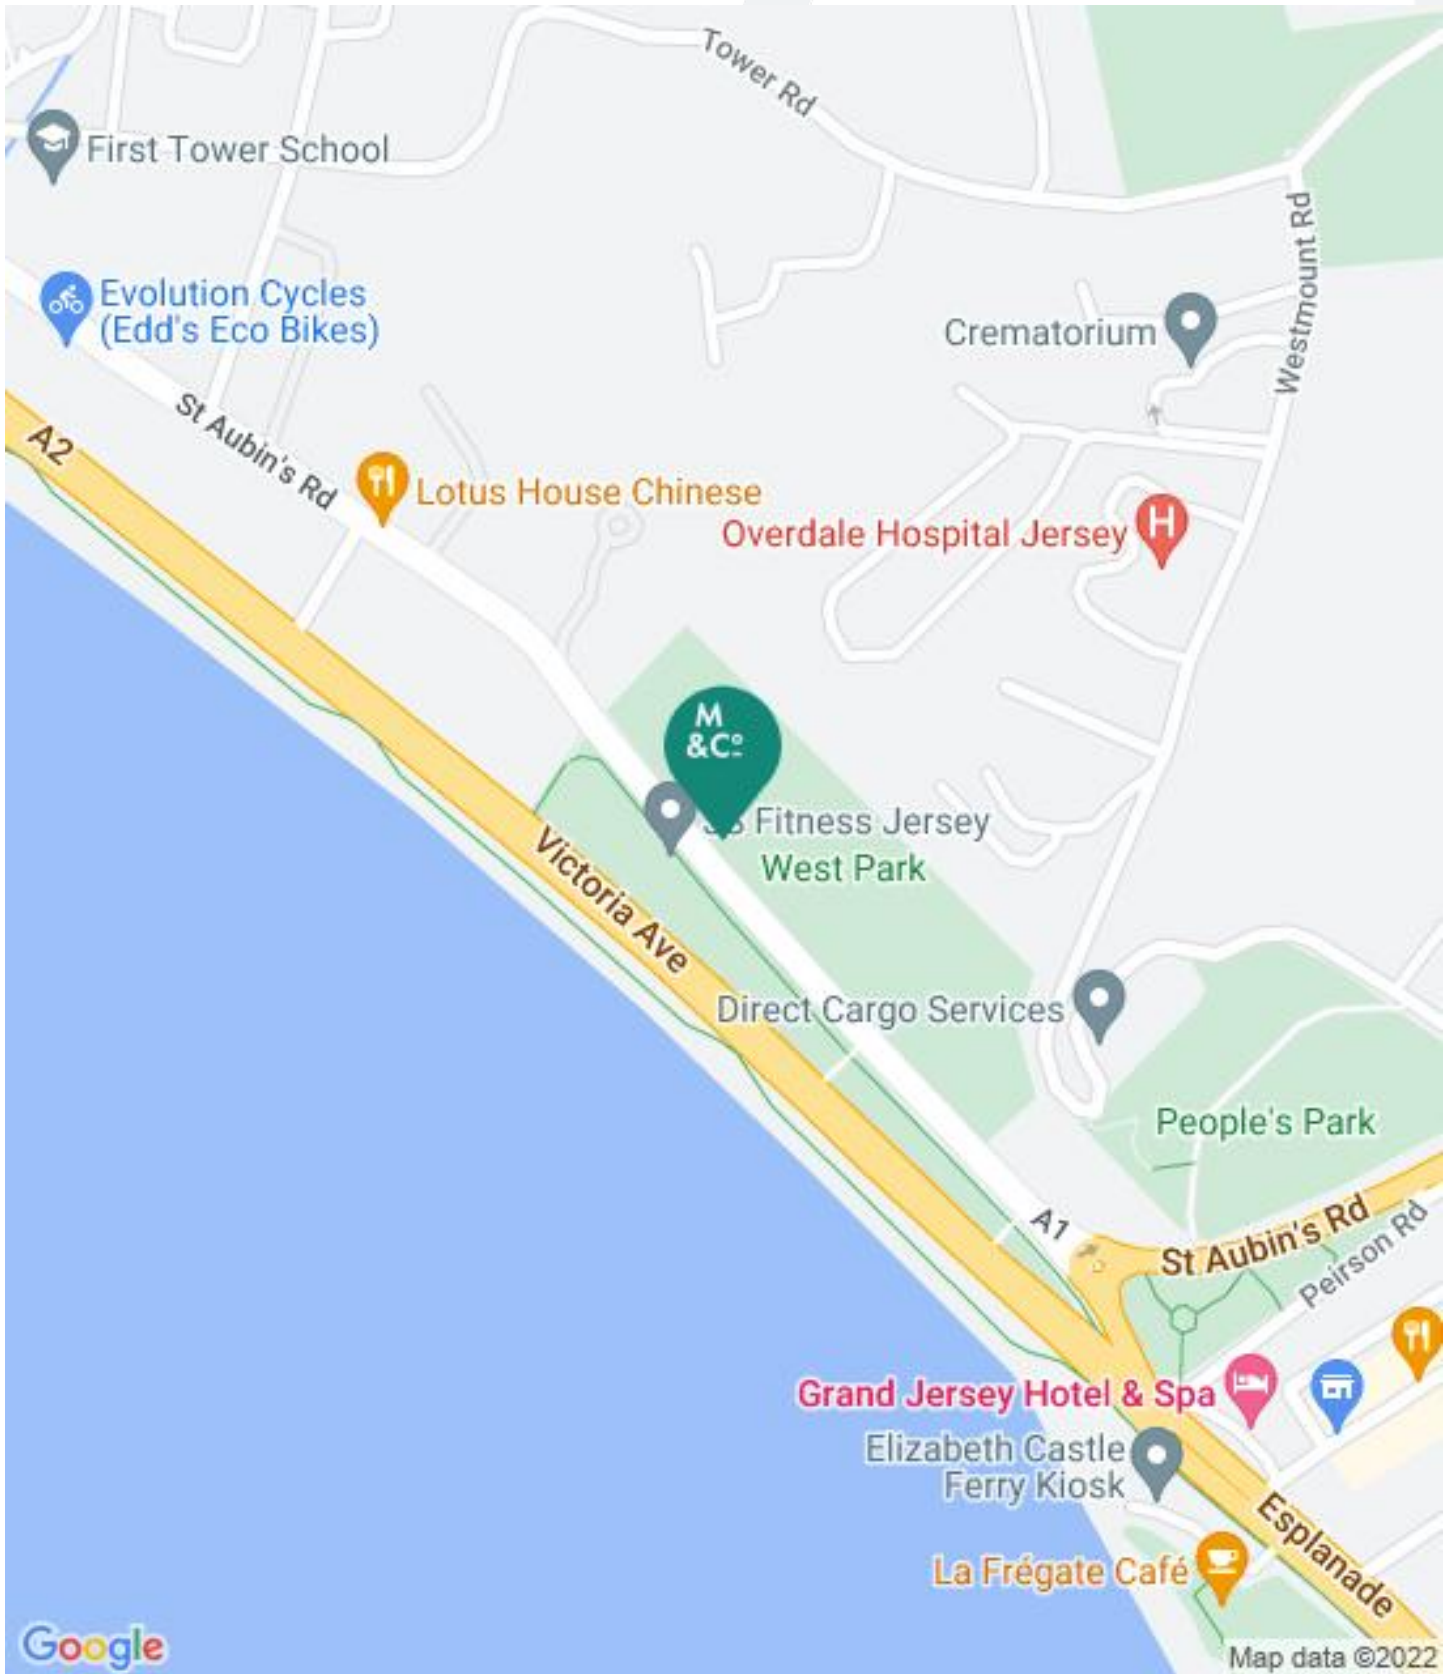 Tower Rd
First Tower School
Westmount Rd
Evolution Cycles
(Edd's Eco Bikes)
Crematorium
St Aubin's Rd
A2
Lotus House Chinese
Overdale Hospital Jersey
H
M
&Co
Fitness Jersey
West Park
Victoria Ave
Direct Cargo Services
People's Park
A1
St Aubin's Rd
Peirson Rd
Grand Jersey Hotel & Spa
Elizabeth Castle
Ferry Kiosk
Esplanade
La Frégate Café
Google
Map data ©2022